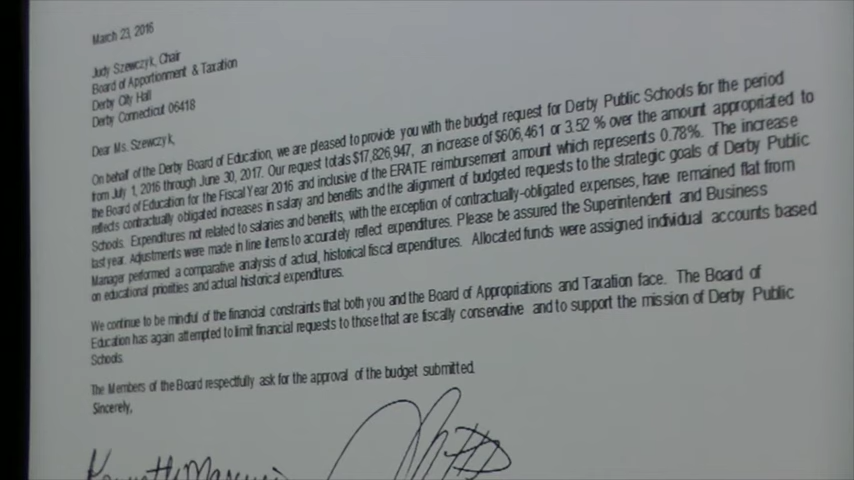 March 23, 2016
Judy Szewczyk, Chair
Board of Apportionment & Taxation
Derby City Hall
Derby Connecticut 06418
Dear Ms. Szewczyk,
On behalf of the Derby Board of Education, we are pleased to provide you with the budget request for Derby Public Schools for the period
from July 1, 2016 through June 30, 2017. Our request totals $17,826,947, an increase of $606,461 or 3.52 % over the amount appropriated to
the Board of Education for the Fiscal Year 2016 and inclusive of the ERATE reimbursement amount which represents 0.78%. The increase
reflects contractually obligated increases in salary and benefits and the alignment of budgeted requests to the strategic goals of Derby Public
Schools. Expenditures not related to salaries and benefits, with the exception of contractually-obligated expenses, have remained flat from
last year. Adjustments were made in line items to accurately reflect expenditures. Please be assured the Superintendent and Business
Manager performed a comparative analysis of actual, historical fiscal expenditures. Allocated funds were assigned individual accounts based
on educational priorities and actual historical expenditures.
We continue to be mindful of the financial constraints that both you and the Board of Appropriations and Taxation face. The Board of
Education has again attempted to limit financial requests to those that are fiscally conservative and to support the mission of Derby Public
Schools.
The Members of the Board respectfully ask for the approval of the budget submitted.
Sincerely,
Kenneth